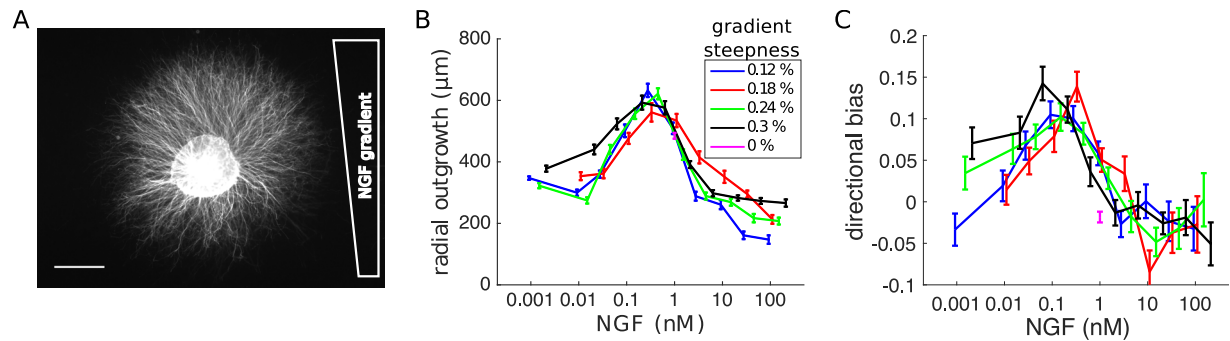 A
NGF gradient
B
radial outgrowth (μm)
800
600
400
200
0
0.001 0.01 0.1 1 10 100
NGF (nM)
gradient
steepness
0.12 %
0.18 %
0.24 %
0.3 %
0 %
C
directional bias
0.2
0.15
0.1
0.05
0
-0.05
-0.1
0.001 0.01 0.1 1 10 100
NGF (nM)